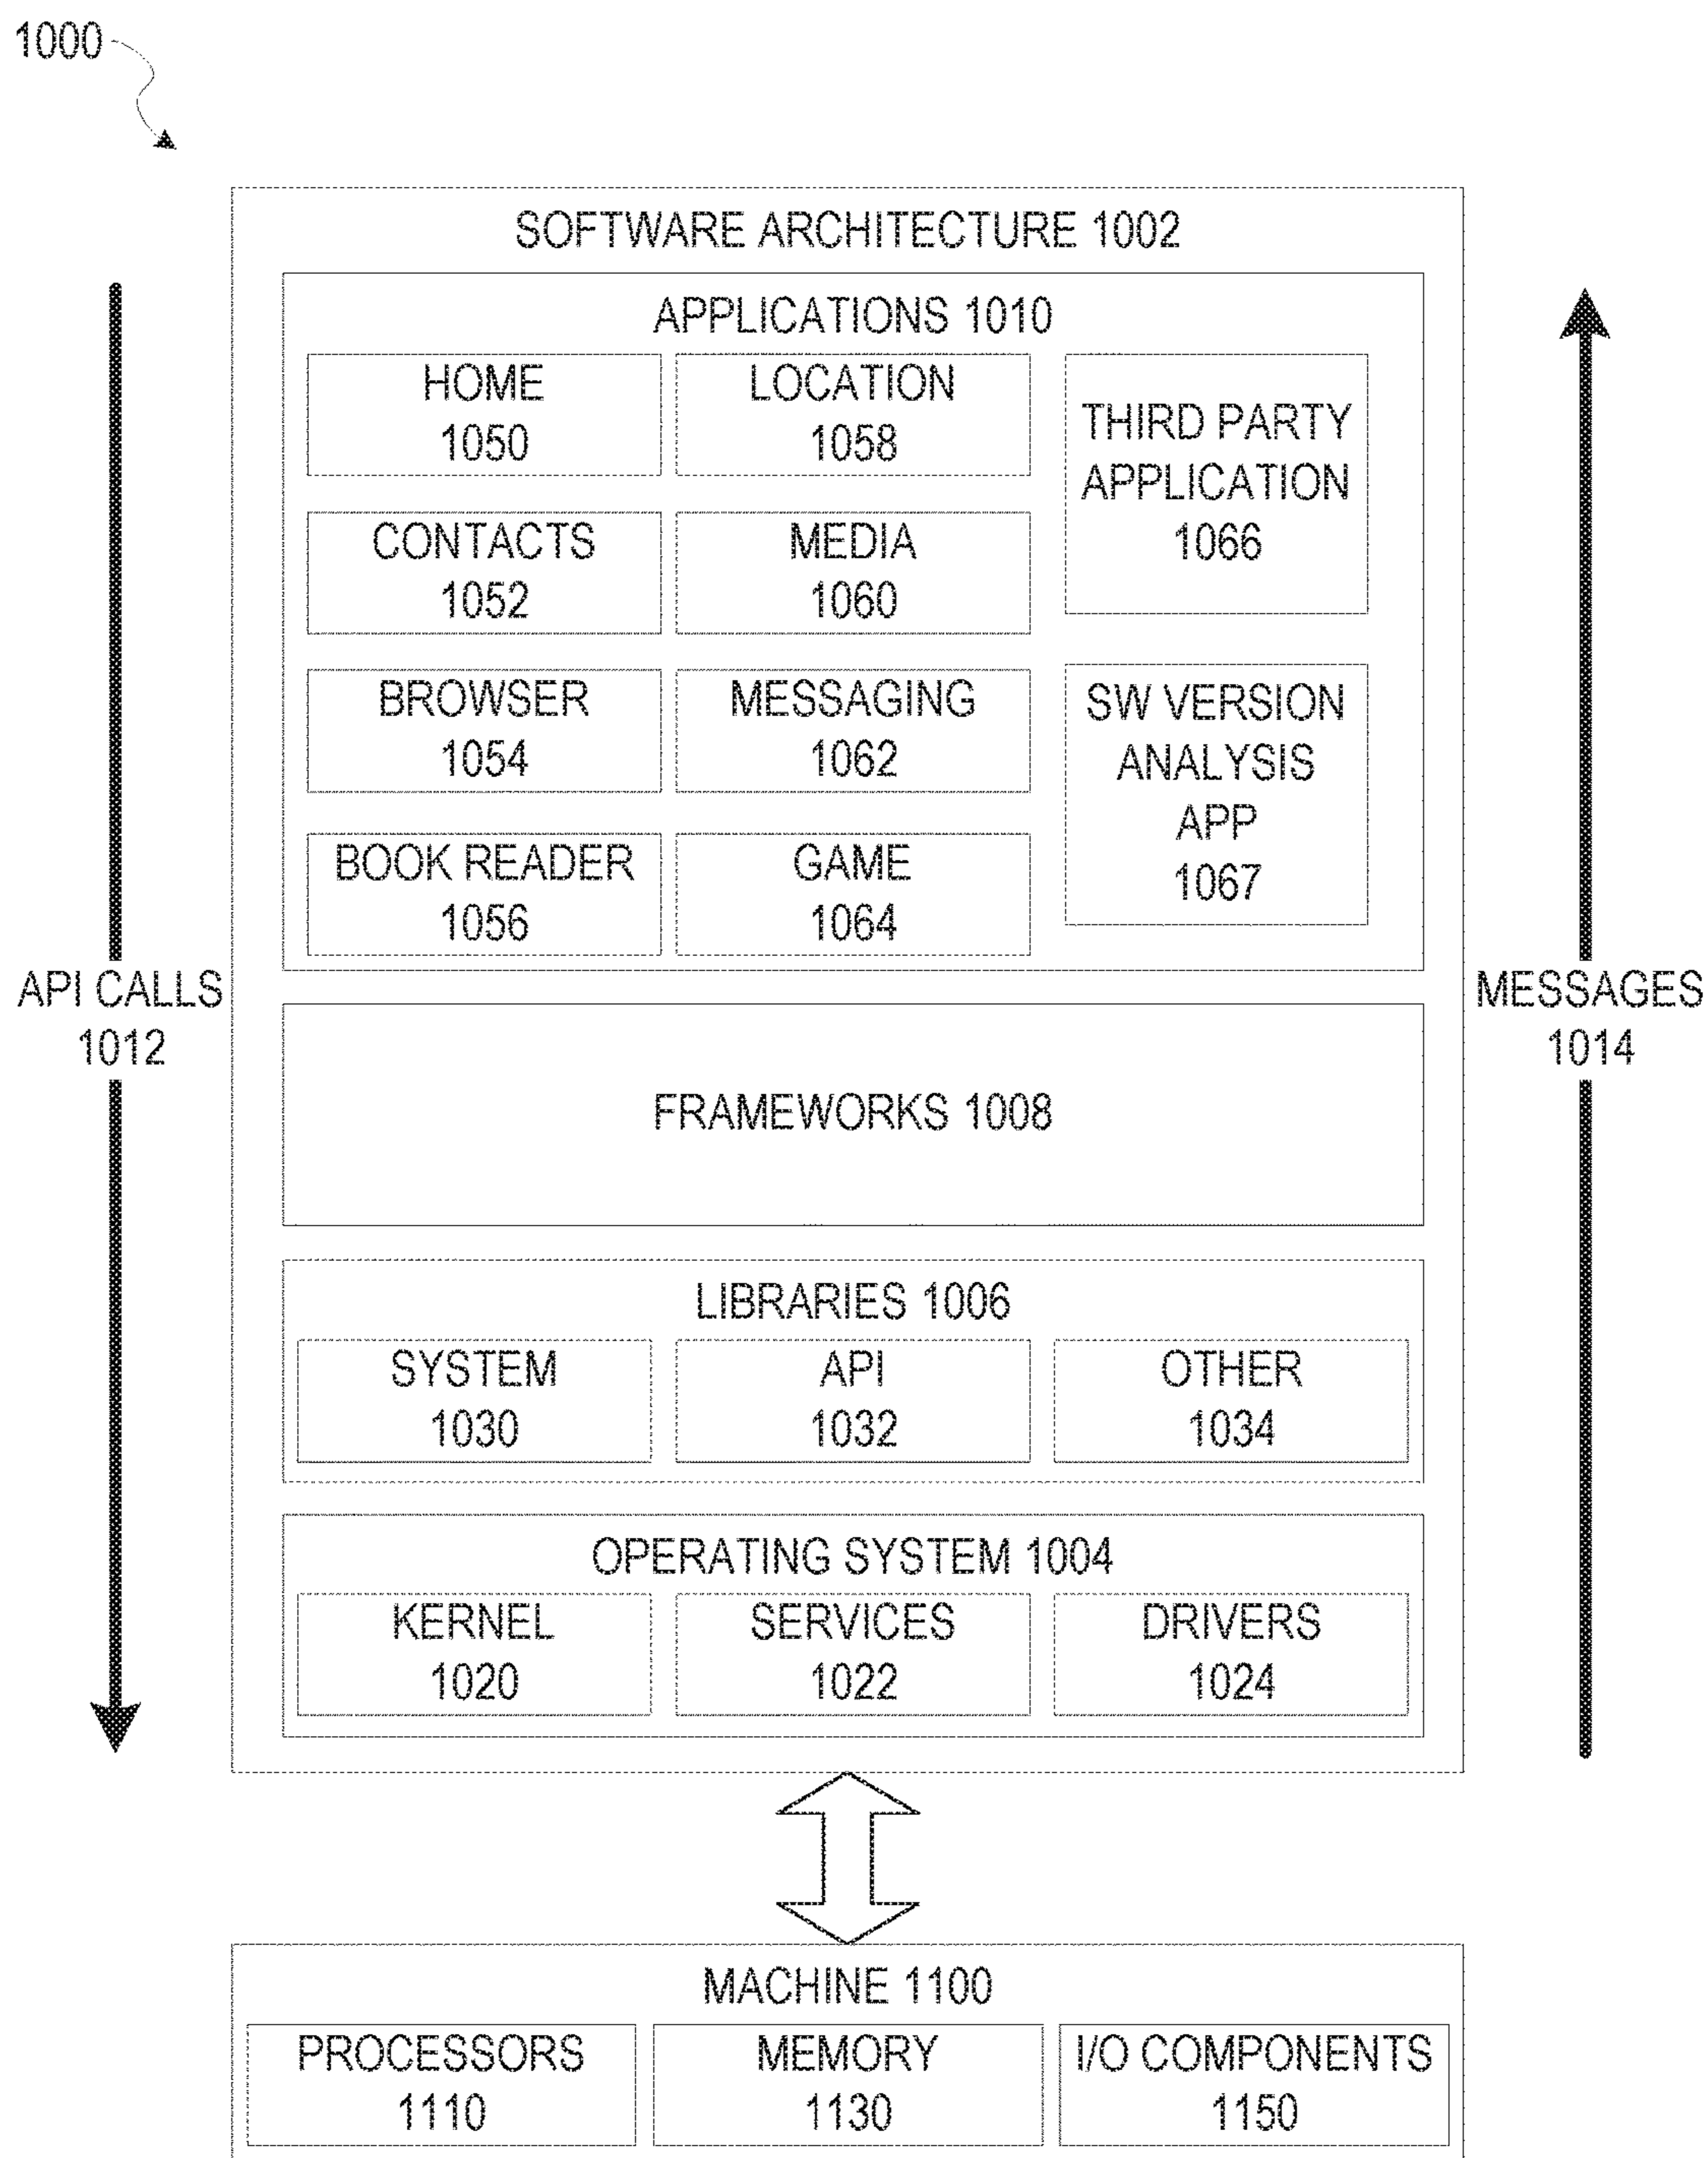 1000
SOFTWARE ARCHITECTURE 1002
APPLICATIONS 1010
HOME
1050
LOCATION
1058
THIRD PARTY
APPLICATION
1066
CONTACTS
1052
MEDIA
1060
BROWSER
1054
MESSAGING
1062
SW VERSION
ANALYSIS
APP
1067
BOOK READER
1056
GAME
1064
API CALLS
1012
MESSAGES
1014
FRAMEWORKS 1008
LIBRARIES 1006
SYSTEM
1030
API
1032
OTHER
1034
OPERATING SYSTEM 1004
KERNEL
1020
SERVICES
1022
DRIVERS
1024
MACHINE 1100
PROCESSORS
1110
MEMORY
1130
I/O COMPONENTS
1150